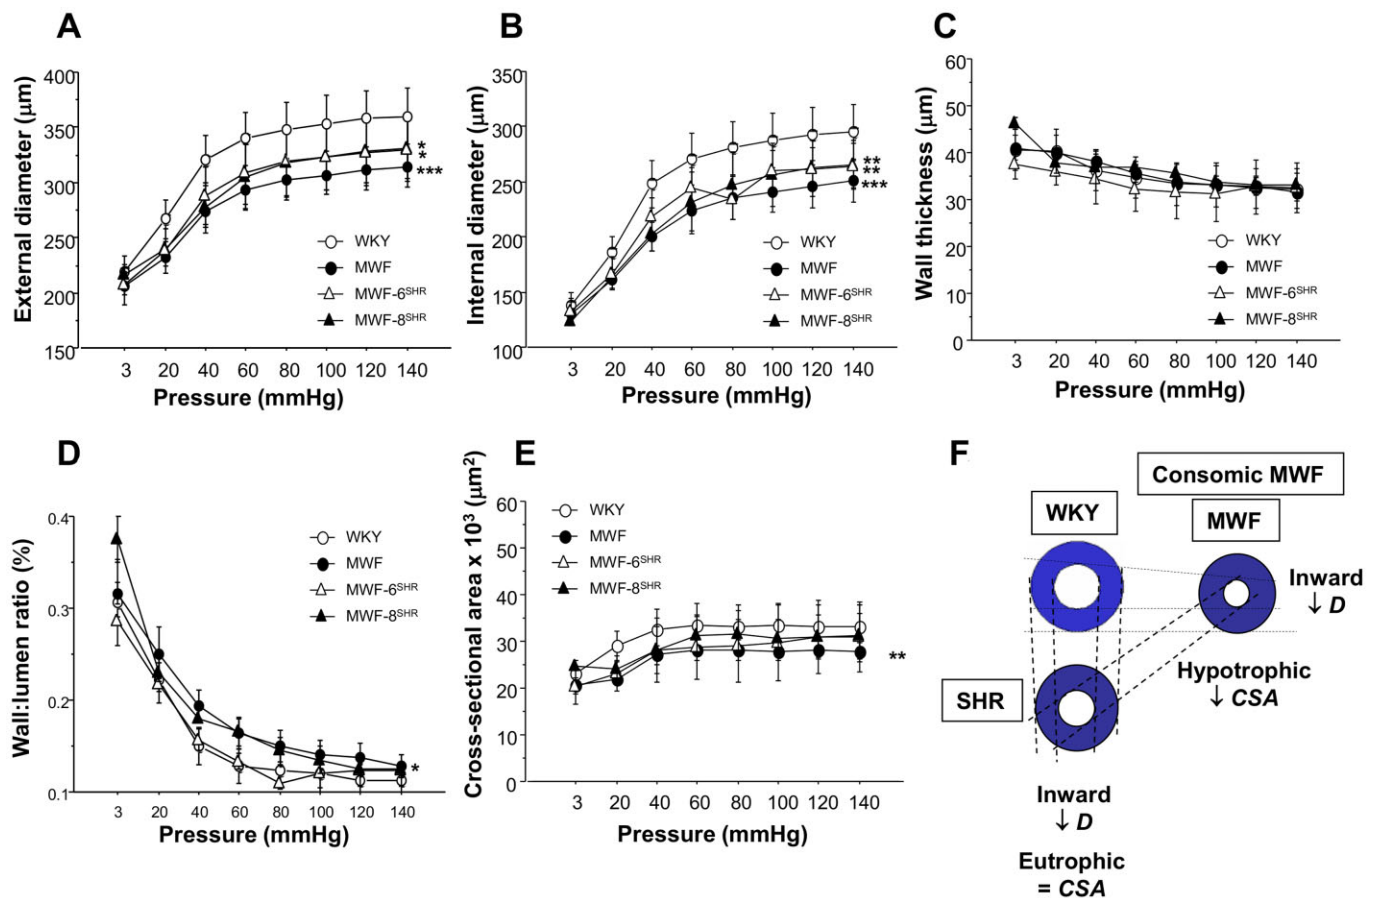 A
External diameter (μm)
400
350
300
250
200
150
*
*
***
WKY
MWF
MWF-6SHR
MWF-8SHR
3 20 40 60 80 100 120 140
Pressure (mmHg)
B
Internal diameter (μm)
350
300
250
200
150
100
**
**
***
WKY
MWF
MWF-6SHR
MWF-8SHR
3 20 40 60 80 100 120 140
Pressure (mmHg)
C
Wall thickness (μm)
60
50
40
30
20
10
0
WKY
MWF
MWF-6SHR
MWF-8SHR
3 20 40 60 80 100 120 140
Pressure (mmHg)
D
Wall:lumen ratio (%)
0.4
0.3
0.2
0.1
WKY
MWF
MWF-6SHR
MWF-8SHR
*
3 20 40 60 80 100 120 140
Pressure (mmHg)
E
Cross-sectional area x 10³ (μm²)
60
50
40
30
20
10
0
WKY
MWF
MWF-6SHR
MWF-8SHR
**
3 20 40 60 80 100 120 140
Pressure (mmHg)
F
Consomic MWF
WKY
MWF
Inward
↓ D
Hypotrophic
↓ CSA
SHR
Inward
↓ D
Eutrophic
= CSA